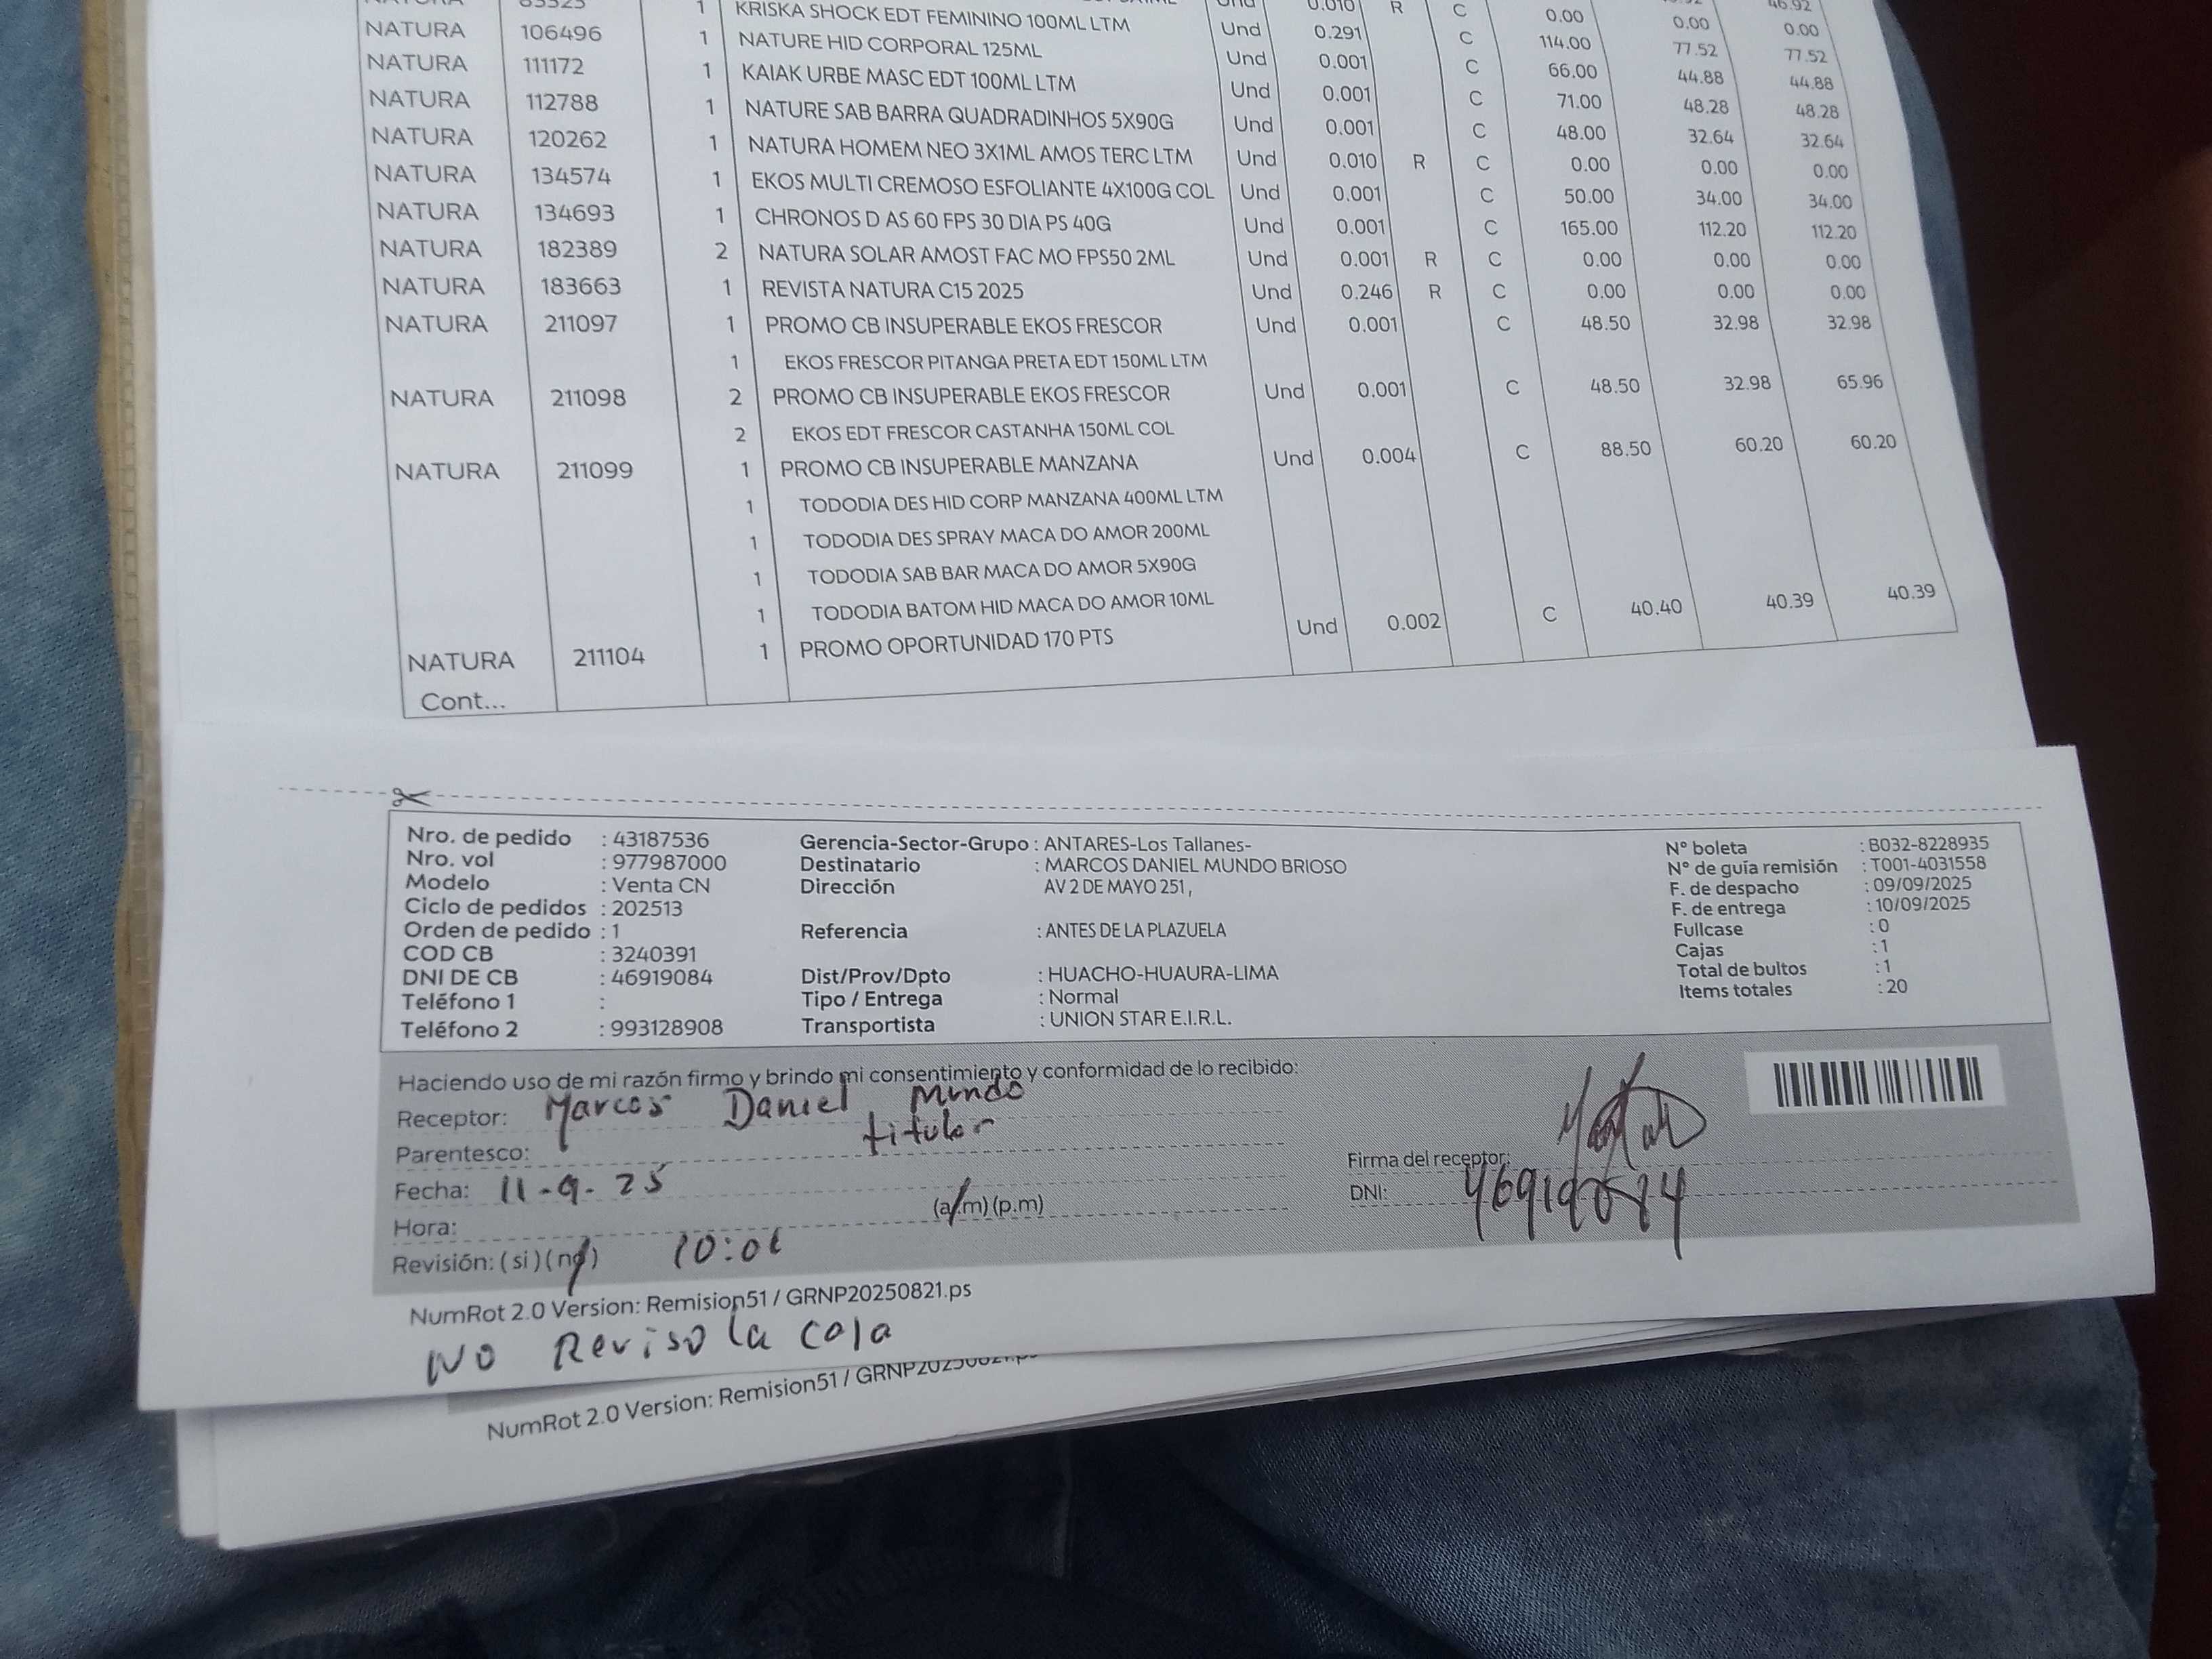 NATURA 83323 1 KRISKA SHOCK EDT FEMININO 100ML LTM Und 0.010 R C 0.00 0.00 0.00
NATURA 106496 1 NATURE HID CORPORAL 125ML Und 0.291 C 114.00 77.52 77.52
NATURA 111172 1 KAIAK URBE MASC EDT 100ML LTM Und 0.001 C 66.00 44.88 44.88
NATURA 112788 1 NATURE SAB BARRA QUADRADINHOS 5X90G Und 0.001 C 71.00 48.28 48.28
NATURA 120262 1 NATURA HOMEM NEO 3X1ML AMOS TERC LTM Und 0.001 C 48.00 32.64 32.64
NATURA 134574 1 EKOS MULTI CREMOSO ESFOLIANTE 4X100G COL Und 0.010 R C 0.00 0.00 0.00
NATURA 134693 1 CHRONOS D AS 60 FPS 30 DIA PS 40G Und 0.001 C 50.00 34.00 34.00
NATURA 182389 2 NATURA SOLAR AMOST FAC MO FPS50 2ML Und 0.001 C 165.00 112.20 112.20
NATURA 183663 1 REVISTA NATURA C15 2025 Und 0.001 R C 0.00 0.00 0.00
Und 0.246 R C 0.00 0.00 0.00
NATURA 211097 1 PROMO CB INSUPERABLE EKOS FRESCOR Und 0.001 C 48.50 32.98 32.98
1 EKOS FRESCOR PITANGA PRETA EDT 150ML LTM
NATURA 211098 2 PROMO CB INSUPERABLE EKOS FRESCOR Und 0.001 C 48.50 32.98 65.96
2 EKOS EDT FRESCOR CASTANHA 150ML COL
NATURA 211099 1 PROMO CB INSUPERABLE MANZANA Und 0.004 C 88.50 60.20 60.20
1 TODODIA DES HID CORP MANZANA 400ML LTM
1 TODODIA DES SPRAY MACA DO AMOR 200ML
1 TODODIA SAB BAR MACA DO AMOR 5X90G
1 TODODIA BATOM HID MACA DO AMOR 10ML
NATURA 211104 1 PROMO OPORTUNIDAD 170 PTS Und 0.002 C 40.40 40.39 40.39
Cont...
Nro. de pedido : 43187536 Gerencia-Sector-Grupo : ANTARES-Los Tallanes- N° boleta : B032-8228935
Nro. vol : 977987000 Destinatario : MARCOS DANIEL MUNDO BRIOSO N° de guía remisión : T001-4031558
Modelo : Venta CN Dirección AV 2 DE MAYO 251, F. de despacho : 09/09/2025
Ciclo de pedidos : 202513 F. de entrega : 10/09/2025
Orden de pedido : 1 Referencia : ANTES DE LA PLAZUELA Fullcase : 0
COD CB : 3240391 Cajas : 1
DNI DE CB : 46919084 Dist/Prov/Dpto : HUACHO-HUAURA-LIMA Total de bultos : 1
Teléfono 1 : Tipo / Entrega : Normal Items totales : 20
Teléfono 2 : 993128908 Transportista : UNION STAR E.I.R.L.
Haciendo uso de mi razón firmo y brindo mi consentimiento y conformidad de lo recibido:
Receptor: Marcos Daniel Mundo
Parentesco: titular
Firma del receptor:
Fecha: 11-9-25
DNI: 46919084
Hora: (a.m)(p.m)
Revisión: (si)(no) 10:01
NumRot 2.0 Version: Remision51 / GRNP20250821.ps
No Reviso la caja
NumRot 2.0 Version: Remision51 / GRNP20250821.ps